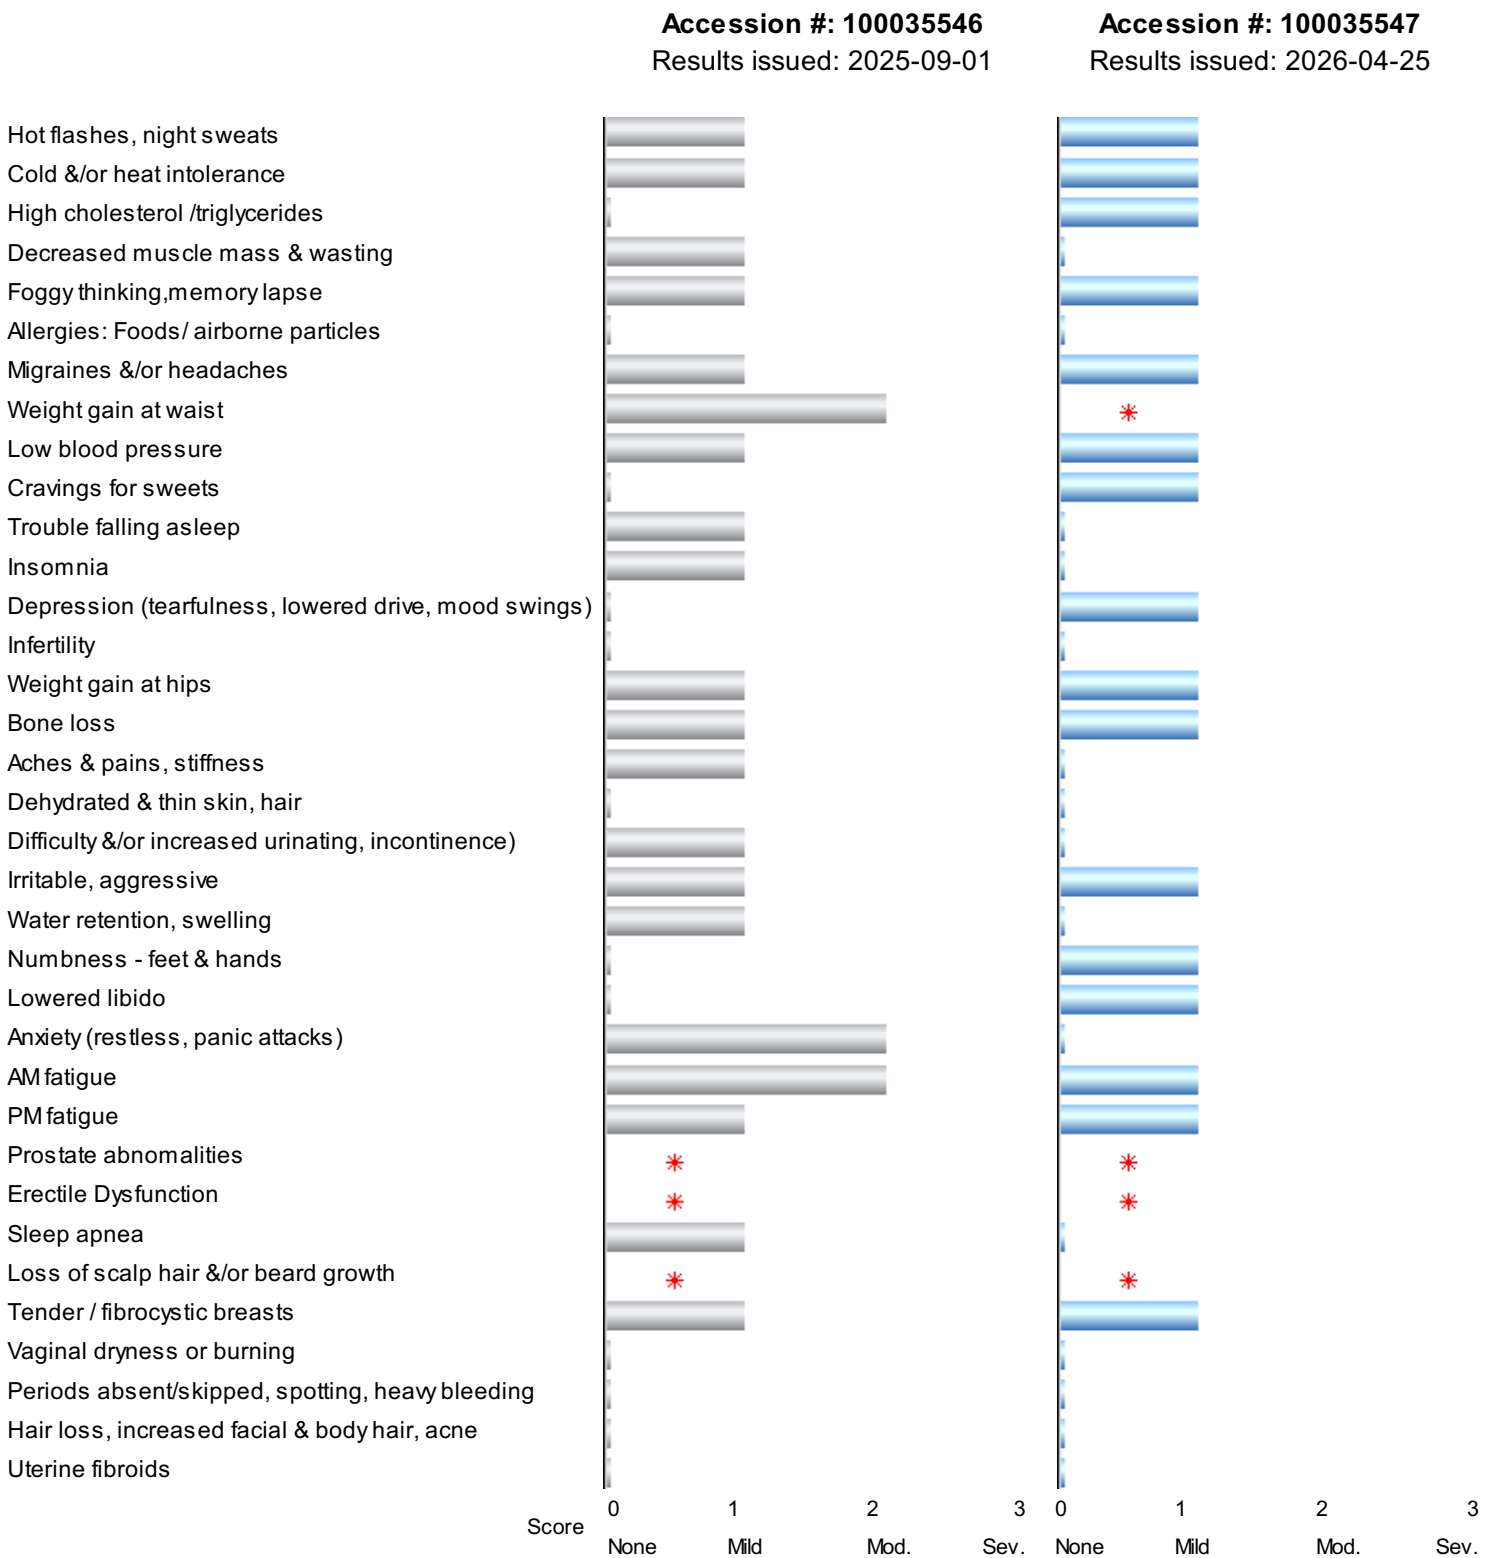 Accession #: 100035546 Accession #: 100035547
Results issued: 2025-09-01 Results issued: 2026-04-25
Hot flashes, night sweats
Cold &/or heat intolerance
High cholesterol /triglycerides
Decreased muscle mass & wasting
Foggy thinking,memory lapse
Allergies: Foods/ airborne particles
Migraines &/or headaches
Weight gain at waist
Low blood pressure
Cravings for sweets
Trouble falling asleep
Insomnia
Depression (tearfulness, lowered drive, mood swings)
Infertility
Weight gain at hips
Bone loss
Aches & pains, stiffness
Dehydrated & thin skin, hair
Difficulty &/or increased urinating, incontinence)
Irritable, aggressive
Water retention, swelling
Numbness - feet & hands
Lowered libido
Anxiety (restless, panic attacks)
AM fatigue
PM fatigue
Prostate abnomalities
Erectile Dysfunction
Sleep apnea
Loss of scalp hair &/or beard growth
Tender / fibrocystic breasts
Vaginal dryness or burning
Periods absent/skipped, spotting, heavy bleeding
Hair loss, increased facial & body hair, acne
Uterine fibroids
0 1 2 3 0 1 2 3
Score
None Mild Mod. Sev. None Mild Mod. Sev.